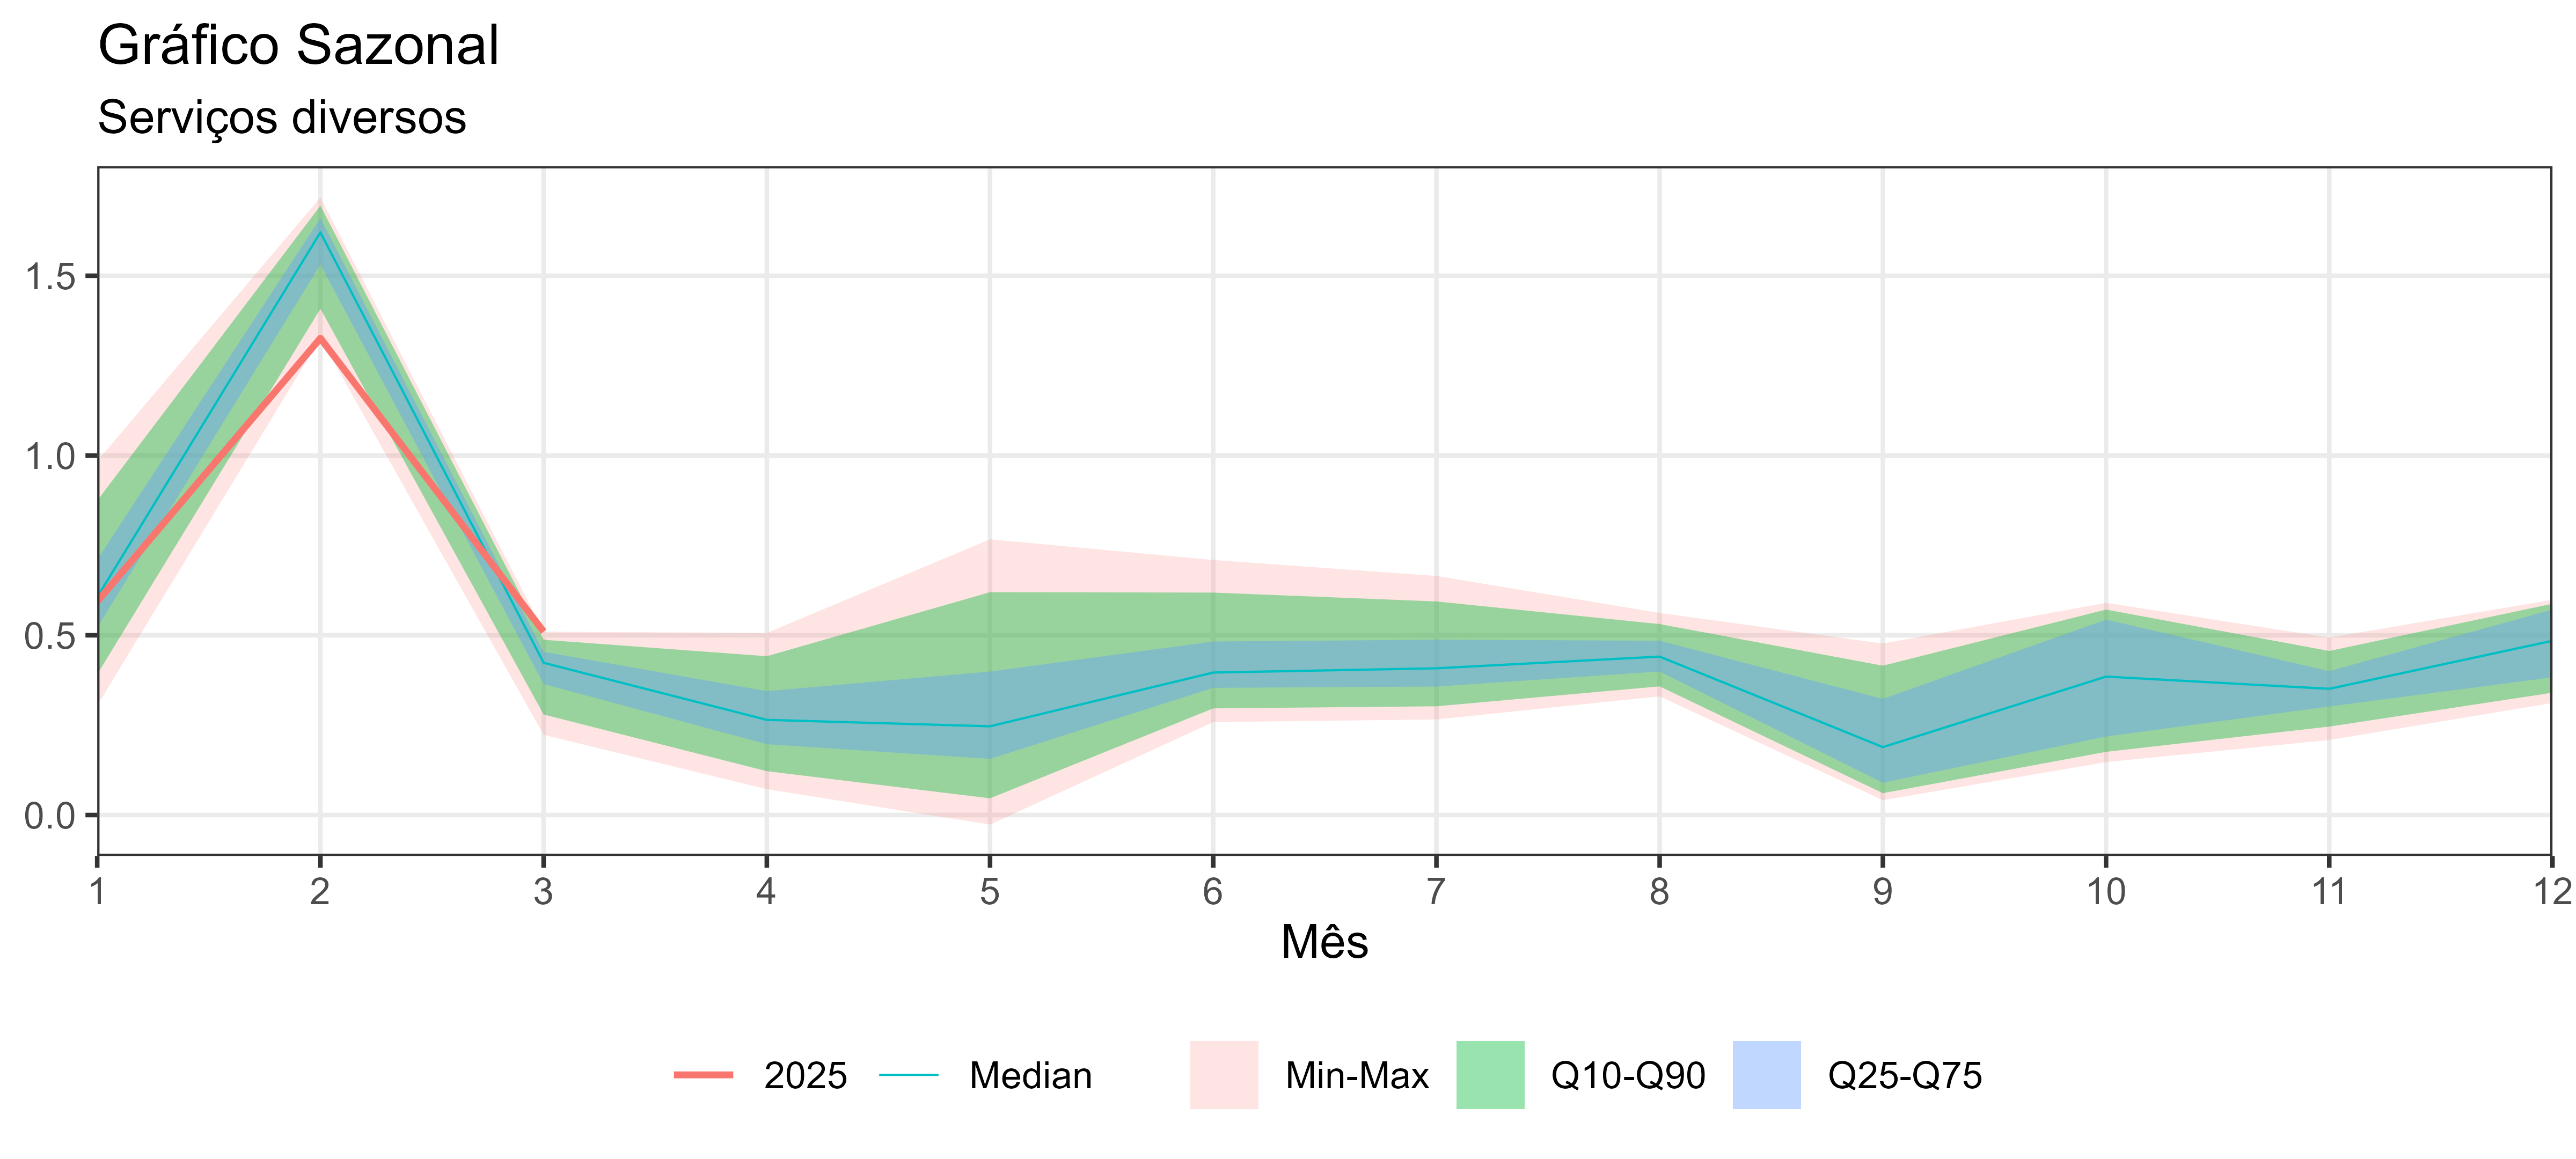 Gráfico Sazonal
Serviços diversos
1.5
1.0
0.5
0.0
1 2 3 4 5 6 7 8 9 10 11 12
Mês
2025 Median Min-Max Q10-Q90 Q25-Q75